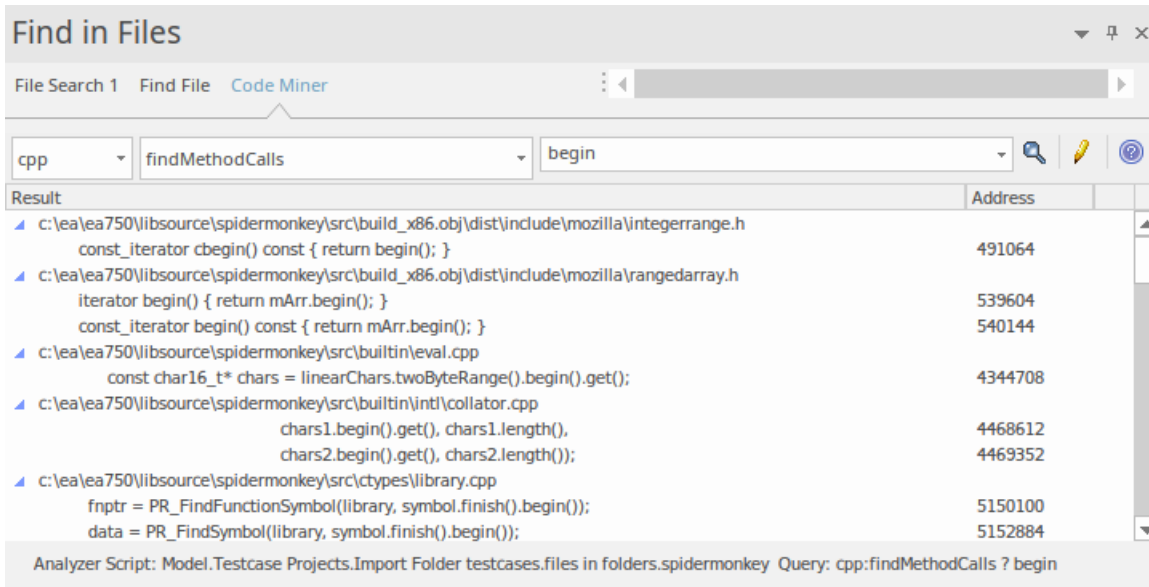 Find in Files
File Search 1 Find File Code Miner
cpp findMethodCalls begin
Result Address
c:\ea\ea750\libsource\spidermonkey\src\build_x86.obj\dist\include\mozilla\integerrange.h
const_iterator cbegin() const { return begin(); } 491064
c:\ea\ea750\libsource\spidermonkey\src\build_x86.obj\dist\include\mozilla\rangedarray.h
iterator begin() { return mArr.begin(); } 539604
const_iterator begin() const { return mArr.begin(); } 540144
c:\ea\ea750\libsource\spidermonkey\src\builtin\eval.cpp
const char16_t* chars = linearChars.twoByteRange().begin().get(); 4344708
c:\ea\ea750\libsource\spidermonkey\src\builtin\intl\collator.cpp
chars1.begin().get(), chars1.length(), 4468612
chars2.begin().get(), chars2.length()); 4469352
c:\ea\ea750\libsource\spidermonkey\src\ctypes\library.cpp
fnptr = PR_FindFunctionSymbol(library, symbol.finish().begin()); 5150100
data = PR_FindSymbol(library, symbol.finish().begin()); 5152884
Analyzer Script: Model.Testcase Projects.Import Folder testcases.files in folders.spidermonkey Query: cpp:findMethodCalls ? begin